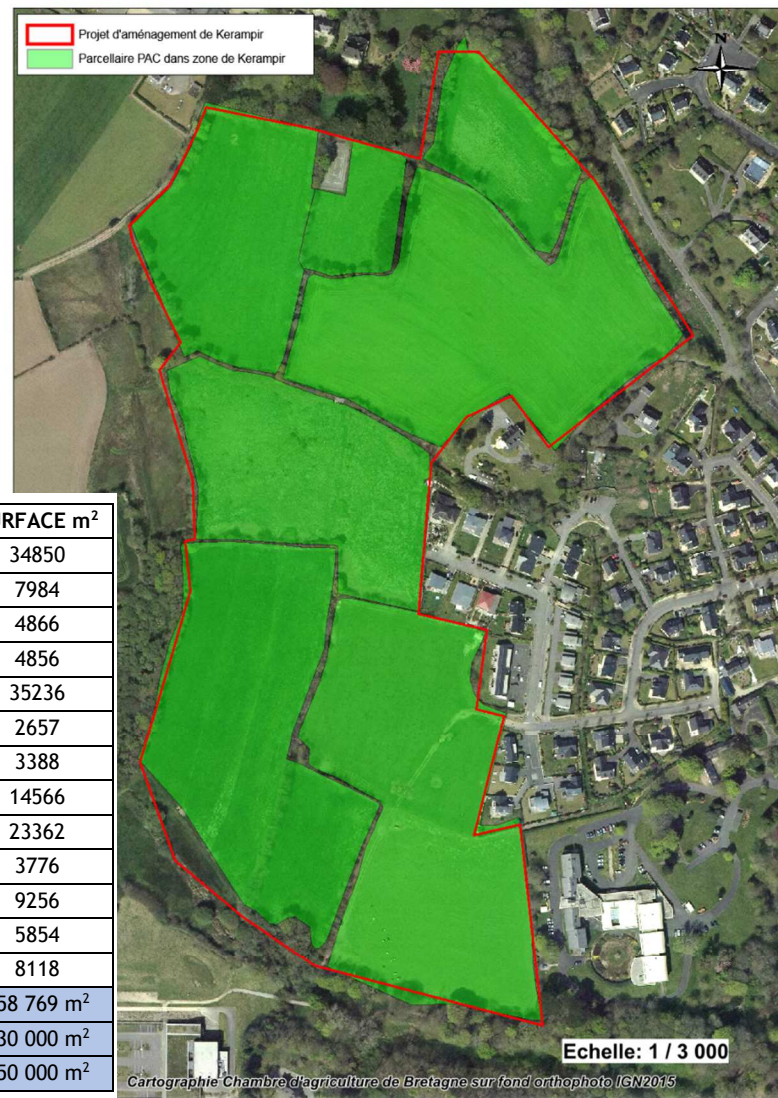 Projet d'aménagement de Kerampir
Parcellaire PAC dans zone de Kerampir
N
RFACE m²
34850
7984
4866
4856
35236
2657
3388
14566
23362
3776
9256
5854
8118
58 769 m²
30 000 m²
50 000 m²
Echelle: 1 / 3 000
Cartographie Chambre d'agriculture de Bretagne sur fond orthophoto IGN2015